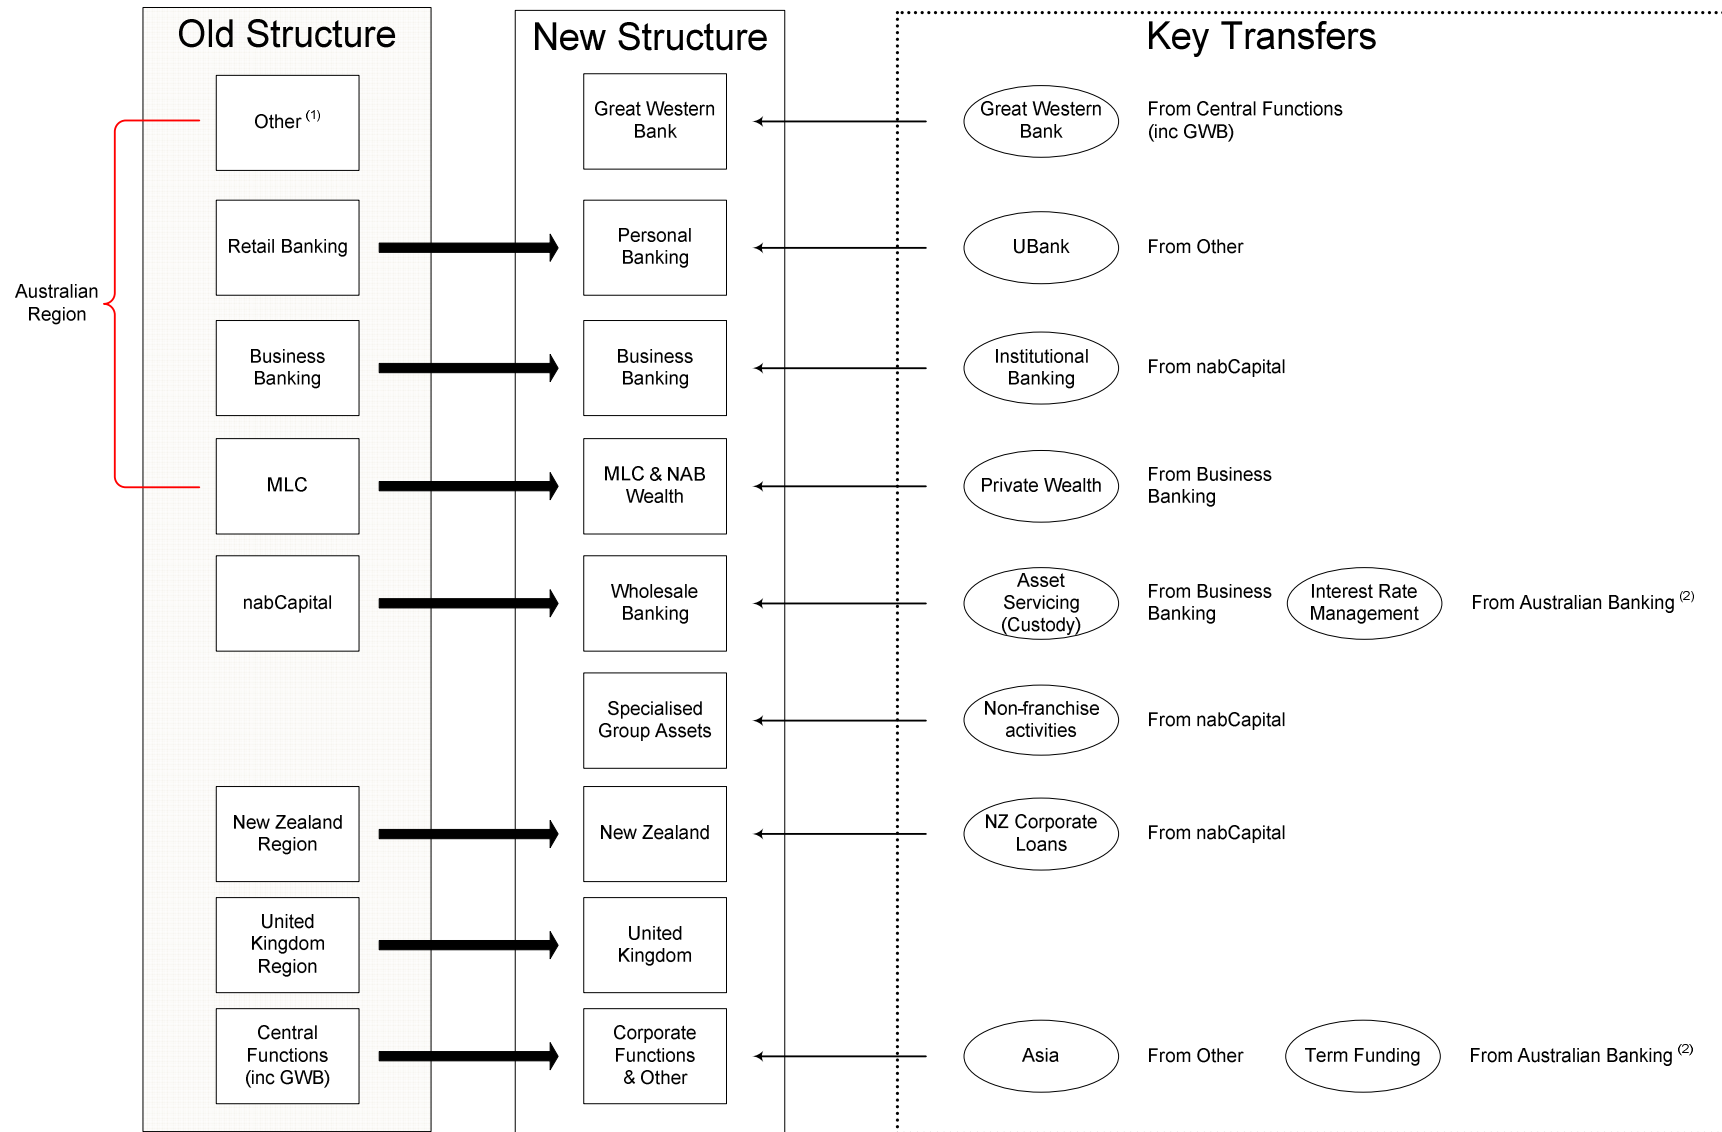 Old Structure
New Structure
Key Transfers
Other (1)
Great Western
Bank
Great Western
Bank
From Central Functions
(inc GWB)
Retail Banking
Personal
Banking
UBank
From Other
Australian
Region
Business
Banking
Business
Banking
Institutional
Banking
From nabCapital
MLC
MLC & NAB
Wealth
Private Wealth
From Business
Banking
nabCapital
Wholesale
Banking
Asset
Servicing
(Custody)
From Business
Banking
Interest Rate
Management
From Australian Banking (2)
Specialised
Group Assets
Non-franchise
activities
From nabCapital
New Zealand
Region
New Zealand
NZ Corporate
Loans
From nabCapital
United
Kingdom
Region
United
Kingdom
Central
Functions
(inc GWB)
Corporate
Functions
& Other
Asia
From Other
Term Funding
From Australian Banking (2)